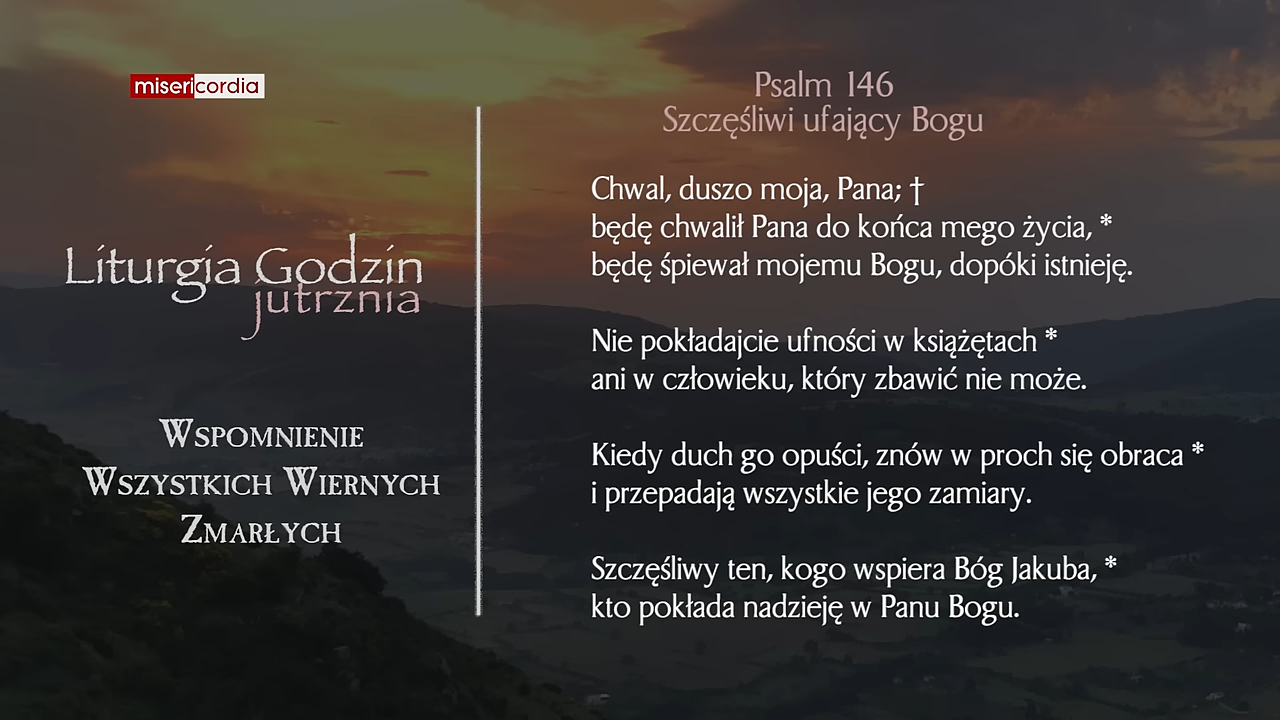 misericordia
Liturgia Godzin
jutrznia
Wspomnienie
Wszystkich Wiernych
Zmarłych
Psalm 146
Szczęśliwi ufający Bogu
Chwal, duszo moja, Pana; †
będę chwalił Pana do końca mego życia, *
będę śpiewał mojemu Bogu, dopóki istnieję.
Nie pokładajcie ufności w książętach *
ani w człowieku, który zbawić nie może.
Kiedy duch go opuści, znów w proch się obraca *
i przepadają wszystkie jego zamiary.
Szczęśliwy ten, kogo wspiera Bóg Jakuba, *
kto pokłada nadzieję w Panu Bogu.